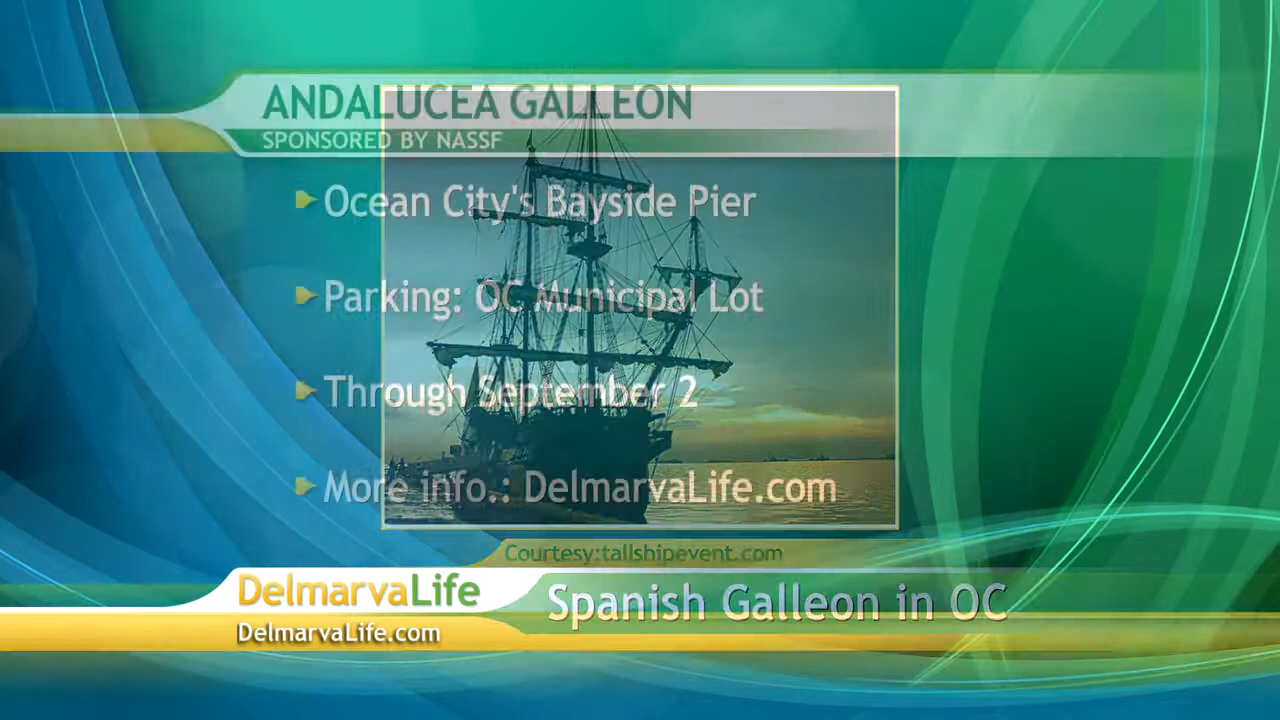 ANDALUCEA GALLEON
SPONSORED BY NASSF
Ocean City's Bayside Pier
Parking: OC Municipal Lot
Through September 2
More info.: DelmarvaLife.com
Courtesy:tallshipevent.com
DelmarvaLife
Spanish Galleon in OC
DelmarvaLife.com